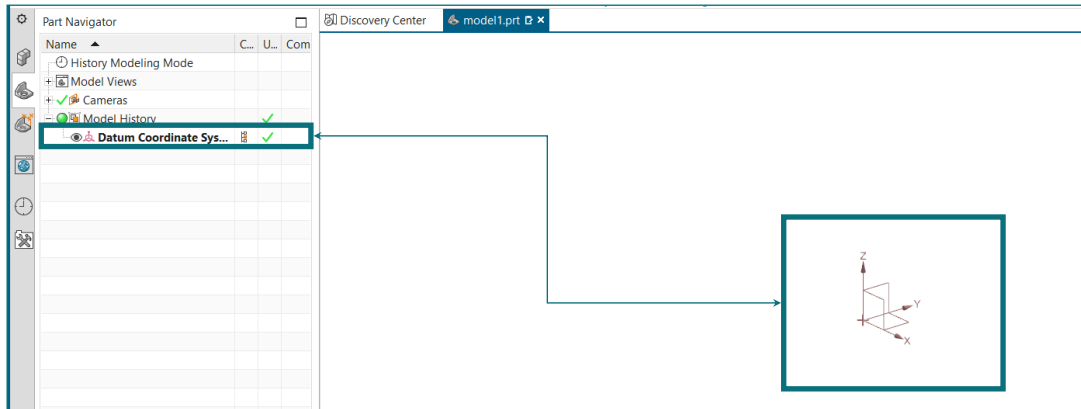 Part Navigator
Discovery Center
model1.prt
Name C... U... Com
History Modeling Mode
Model Views
Cameras
Model History
Datum Coordinate Sys...
Z
Y
X